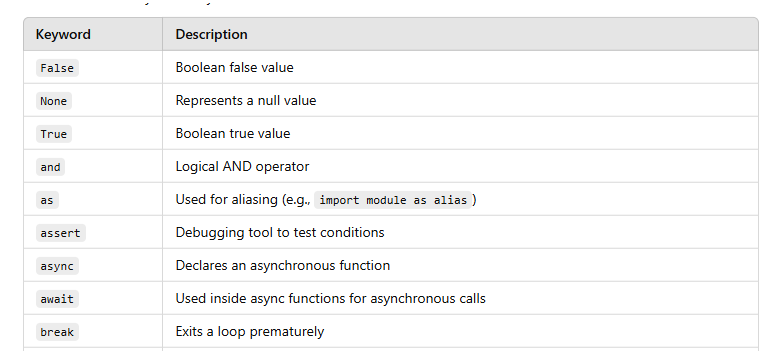 Keyword Description
False Boolean false value
None Represents a null value
True Boolean true value
and Logical AND operator
as Used for aliasing (e.g., import module as alias)
assert Debugging tool to test conditions
async Declares an asynchronous function
await Used inside async functions for asynchronous calls
break Exits a loop prematurely